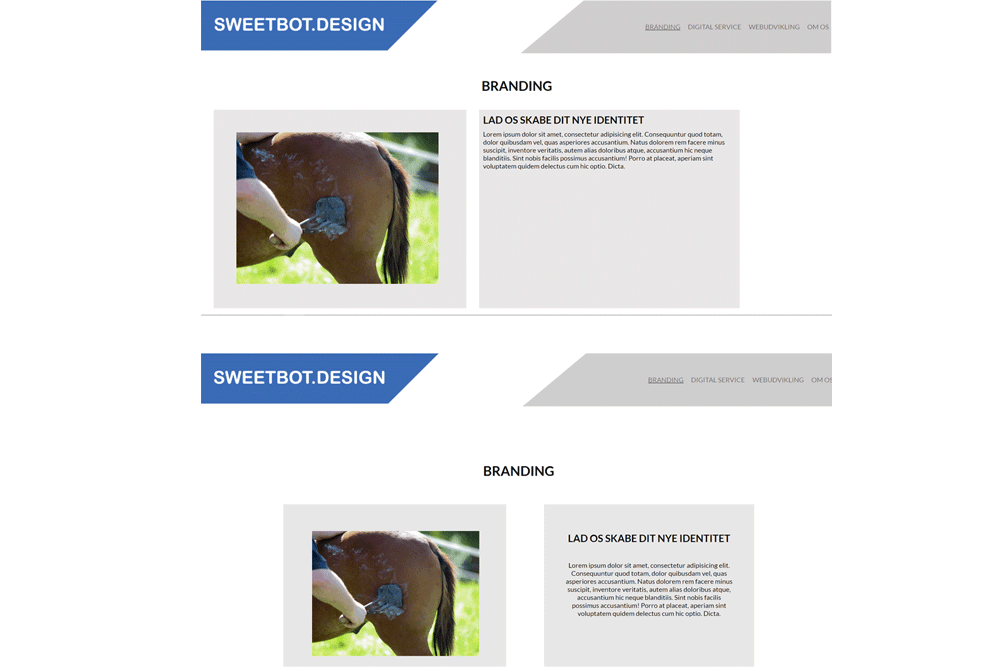 SWEETBOT.DESIGN
BRANDING DIGITAL SERVICE WEBUDVIKLING OM OS
BRANDING
LAD OS SKABE DIT NYE IDENTITET
Lorem ipsum dolor sit amet, consectetur adipisicing elit. Consequuntur quod totam,
dolor quibusdam vel, quas asperiores accusantium. Natus dolorem rem facere minus
suscipit, inventore veritatis, autem alias doloribus atque, accusantium hic neque
blanditiis. Sint nobis facilis possimus accusantium! Porro at placeat, aperiam sint
voluptatem quidem delectus cum hic optio. Dicta.
SWEETBOT.DESIGN
BRANDING DIGITAL SERVICE WEBUDVIKLING OM OS
BRANDING
LAD OS SKABE DIT NYE IDENTITET
Lorem ipsum dolor sit amet, consectetur adipisicing elit.
Consequuntur quod totam, dolor quibusdam vel, quas
asperiores accusantium. Natus dolorem rem facere minus
suscipit, inventore veritatis, autem alias doloribus atque,
accusantium hic neque blanditiis. Sint nobis facilis
possimus accusantium! Porro at placeat, aperiam sint
voluptatem quidem delectus cum hic optio. Dicta.